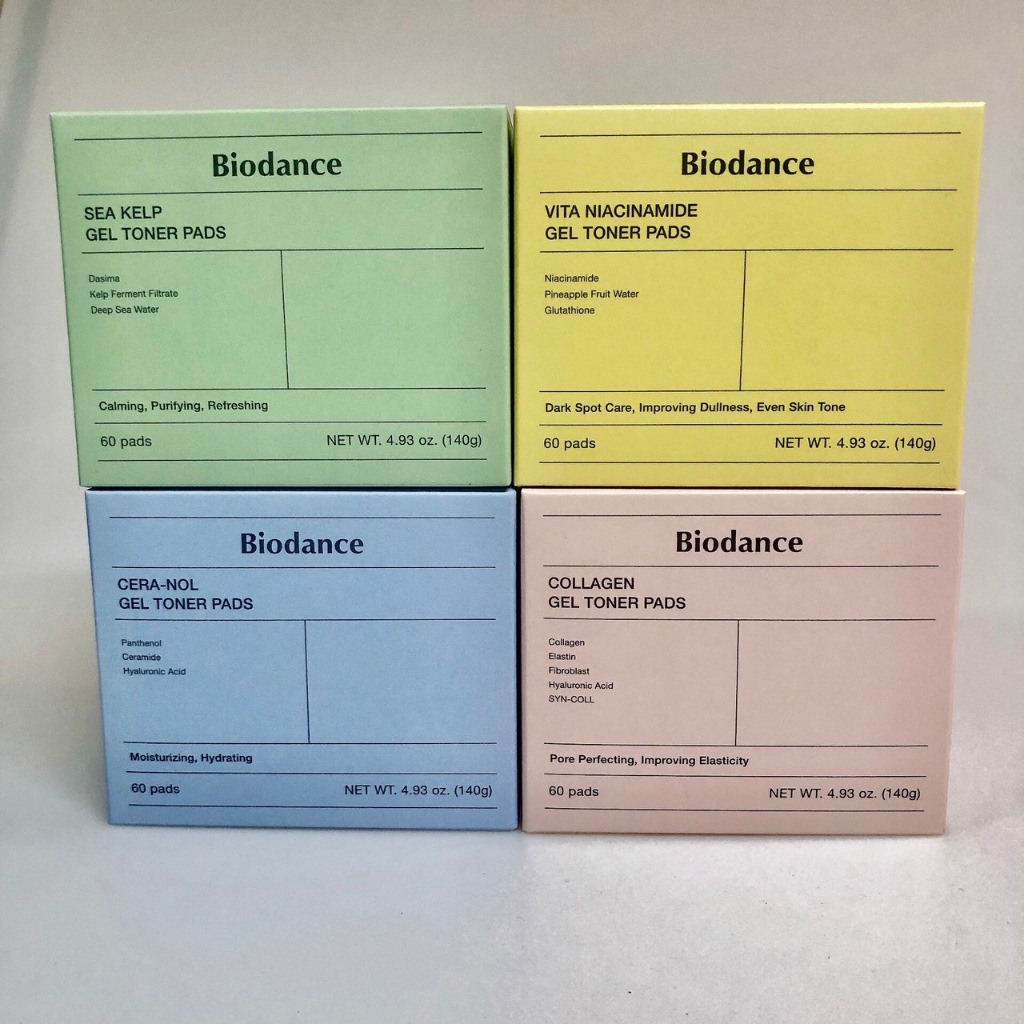 Biodance
SEA KELP
GEL TONER PADS
Dasima
Kelp Ferment Filtrate
Deep Sea Water
Calming, Purifying, Refreshing
60 pads NET WT. 4.93 oz. (140g)
Biodance
VITA NIACINAMIDE
GEL TONER PADS
Niacinamide
Pineapple Fruit Water
Glutathione
Dark Spot Care, Improving Dullness, Even Skin Tone
60 pads NET WT. 4.93 oz. (140g)
Biodance
CERA-NOL
GEL TONER PADS
Panthenol
Ceramide
Hyaluronic Acid
Moisturizing, Hydrating
60 pads NET WT. 4.93 oz. (140g)
Biodance
COLLAGEN
GEL TONER PADS
Collagen
Elastin
Fibroblast
Hyaluronic Acid
SYN-COLL
Pore Perfecting, Improving Elasticity
60 pads NET WT. 4.93 oz. (140g)